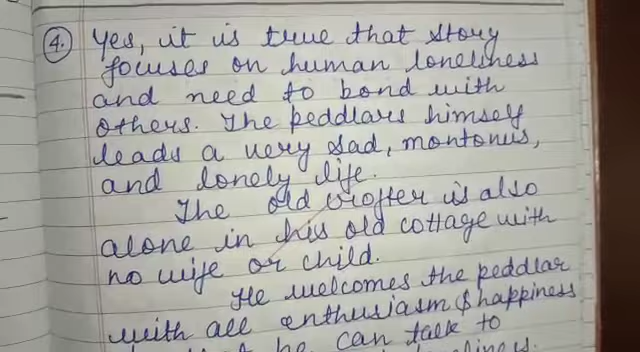 4. Yes, it is true that story
focuses on human loneliness
and need to bond with
others. The peddlars himself
leads a very sad, montonus,
and lonely life.
The old crofter is also
alone in his old cottage with
no wife or child.
He welcomes the peddlar
with all enthusiasm & happiness
he can talk to